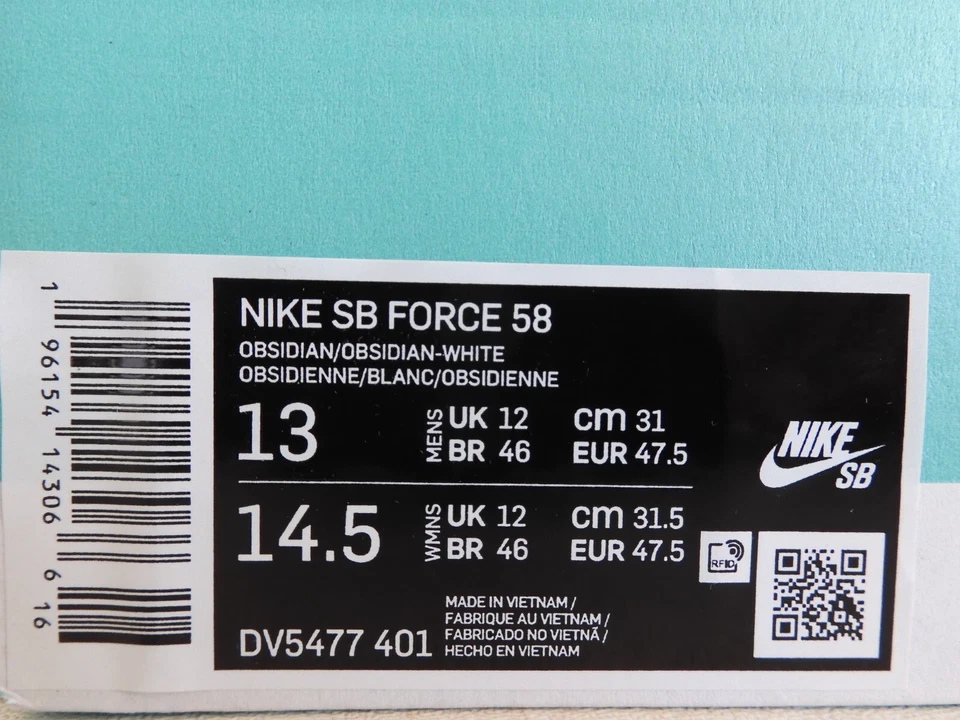 1 96154 14306 6 16
NIKE SB FORCE 58
OBSIDIAN/OBSIDIAN-WHITE
OBSIDIENNE/BLANC/OBSIDIENNE
13 MENS UK 12 cm 31
BR 46 EUR 47.5
14.5 WMNS UK 12 cm 31.5
BR 46 EUR 47.5
NIKE
SB
RFID
DV5477 401
MADE IN VIETNAM /
FABRIQUE AU VIETNAM /
FABRICADO NO VIETNÃ /
HECHO EN VIETNAM